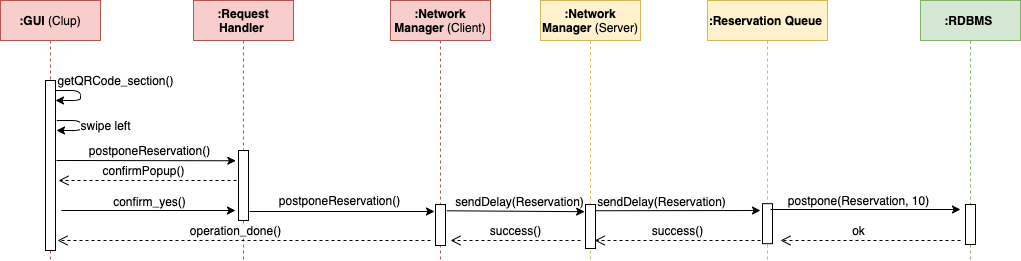 :GUI (Clup)
:Request
Handler
:Network
Manager (Client)
:Network
Manager (Server)
:Reservation Queue
:RDBMS
getQRCode_section()
swipe left
postponeReservation()
confirmPopup()
confirm_yes()
postponeReservation()
sendDelay(Reservation)
sendDelay(Reservation)
postpone(Reservation, 10)
operation_done()
success()
success()
ok